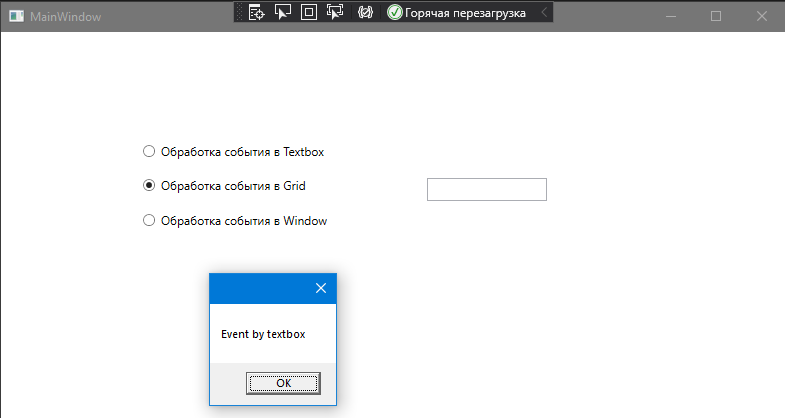 MainWindow
Горячая перезагрузка
Обработка события в Textbox
Обработка события в Grid
Обработка события в Window
Event by textbox
OK